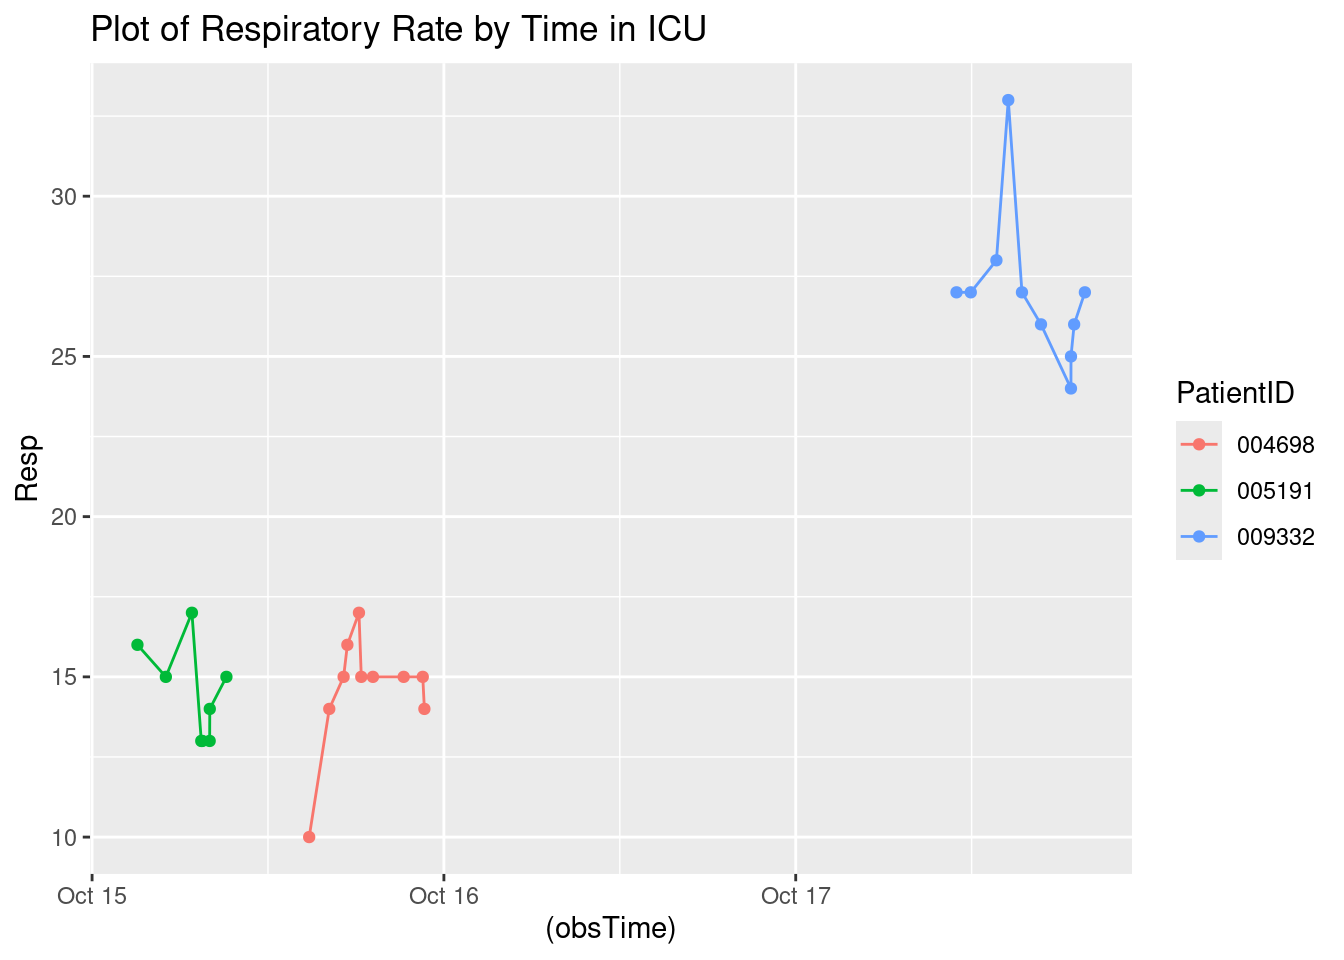 Plot of Respiratory Rate by Time in ICU
30
25
20
15
10
Resp
Oct 15
Oct 16
Oct 17
(obsTime)
PatientID
004698
005191
009332